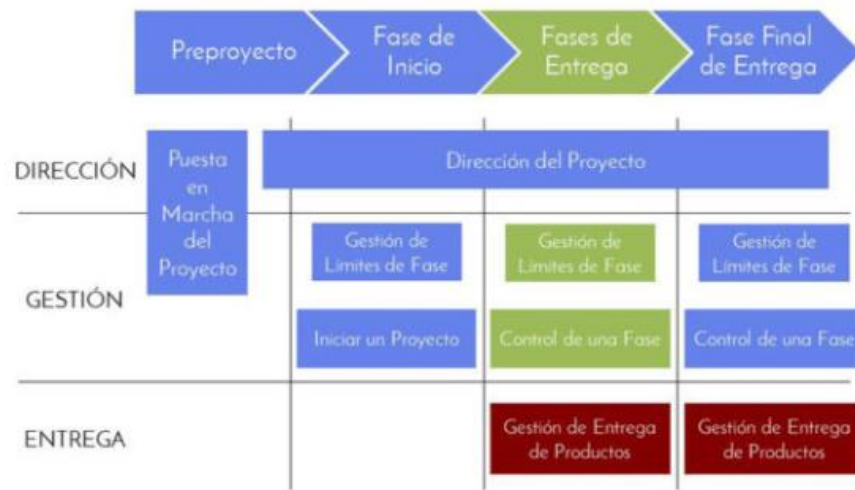 Preproyecto
Fase de
Inicio
Fases de
Entrega
Fase Final
de Entrega
DIRECCIÓN
Puesta
en
Marcha
del
Proyecto
Dirección del Proyecto
GESTIÓN
Gestión de
Límites de Fase
Gestión de
Límites de Fase
Gestión de
Límites de Fase
Iniciar un Proyecto
Control de una Fase
Control de una Fase
ENTREGA
Gestión de Entrega
de Productos
Gestión de Entrega
de Productos